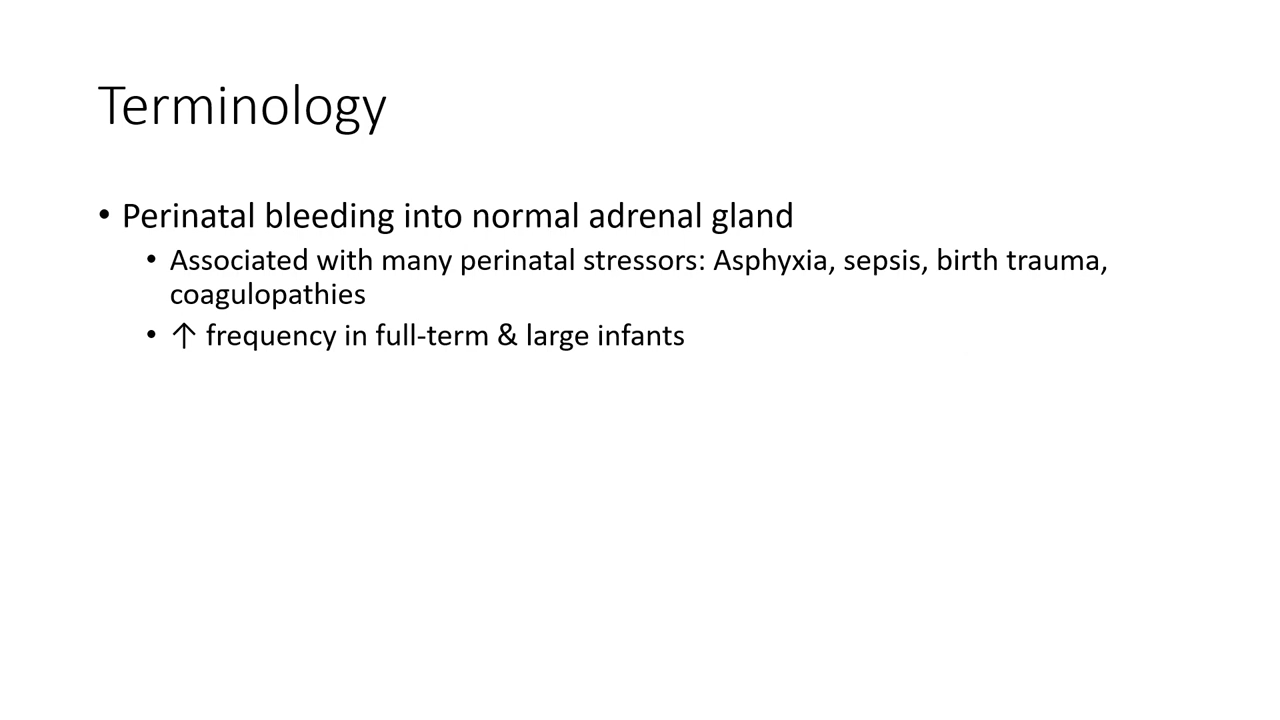 Terminology
• Perinatal bleeding into normal adrenal gland
• Associated with many perinatal stressors: Asphyxia, sepsis, birth trauma,
coagulopathies
• ↑ frequency in full-term & large infants